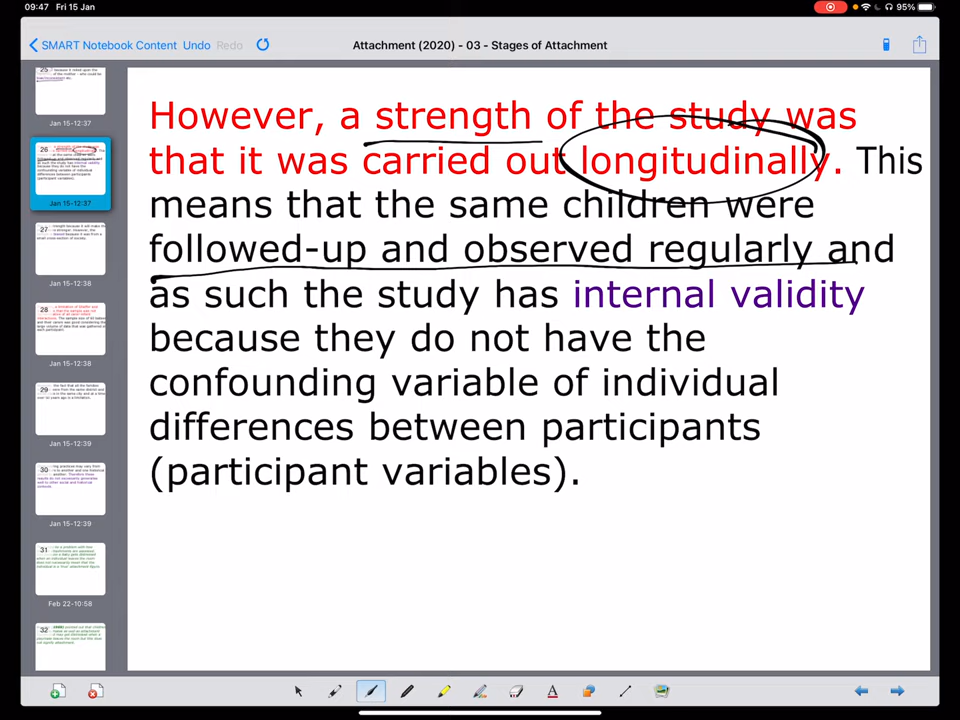 09:47 Fri 15 Jan
95%
SMART Notebook Content Undo Redo
Attachment (2020) - 03 - Stages of Attachment
However, a strength of the study was
that it was carried out longitudinally. This
means that the same children were
followed-up and observed regularly and
as such the study has internal validity
because they do not have the
confounding variable of individual
differences between participants
(participant variables).
25
Jan 15-12:37
26
Jan 15-12:37
27
Jan 15-12:38
28
Jan 15-12:38
29
Jan 15-12:39
30
Jan 15-12:39
31
Feb 22-10:58
32
A